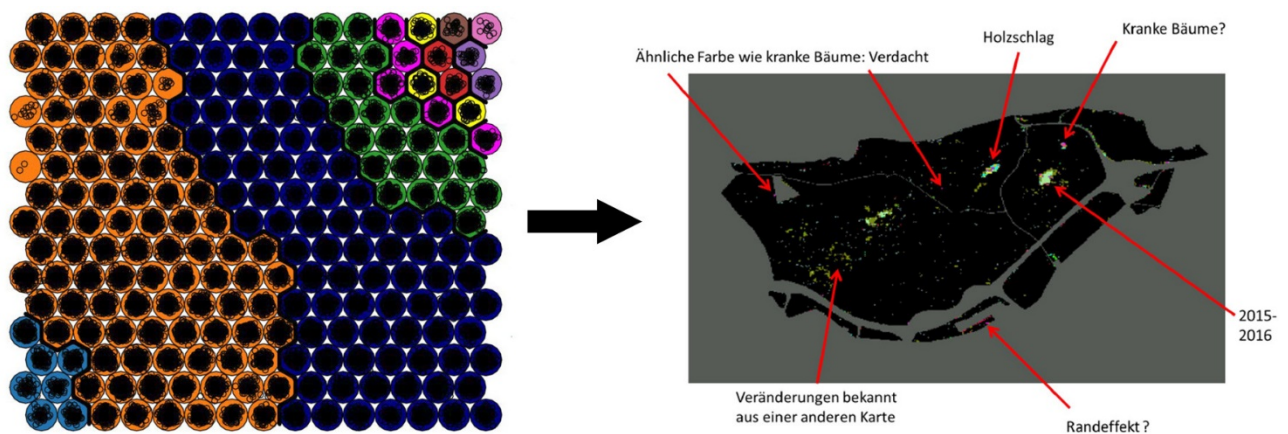 Kranke Bäume?
Holzschlag
Ähnliche Farbe wie kranke Bäume: Verdacht
2015-
2016
Veränderungen bekannt
aus einer anderen Karte
Randeffekt ?